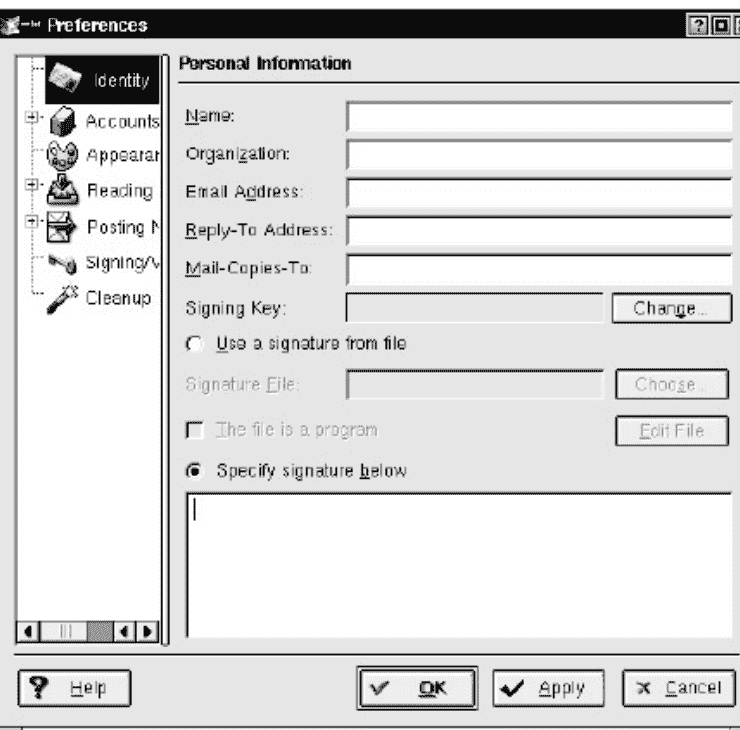 Preferences
Identity
Accounts
Appearar
Reading
Posting N
Signing/V
Cleanup
Personal Information
Name:
Organization:
Email Address:
Reply-To Address:
Mail-Copies-To:
Signing Key:
Change...
Use a signature from file
Signature File:
Choose...
The file is a program
Edit File
Specify signature below
Help
OK
Apply
Cancel